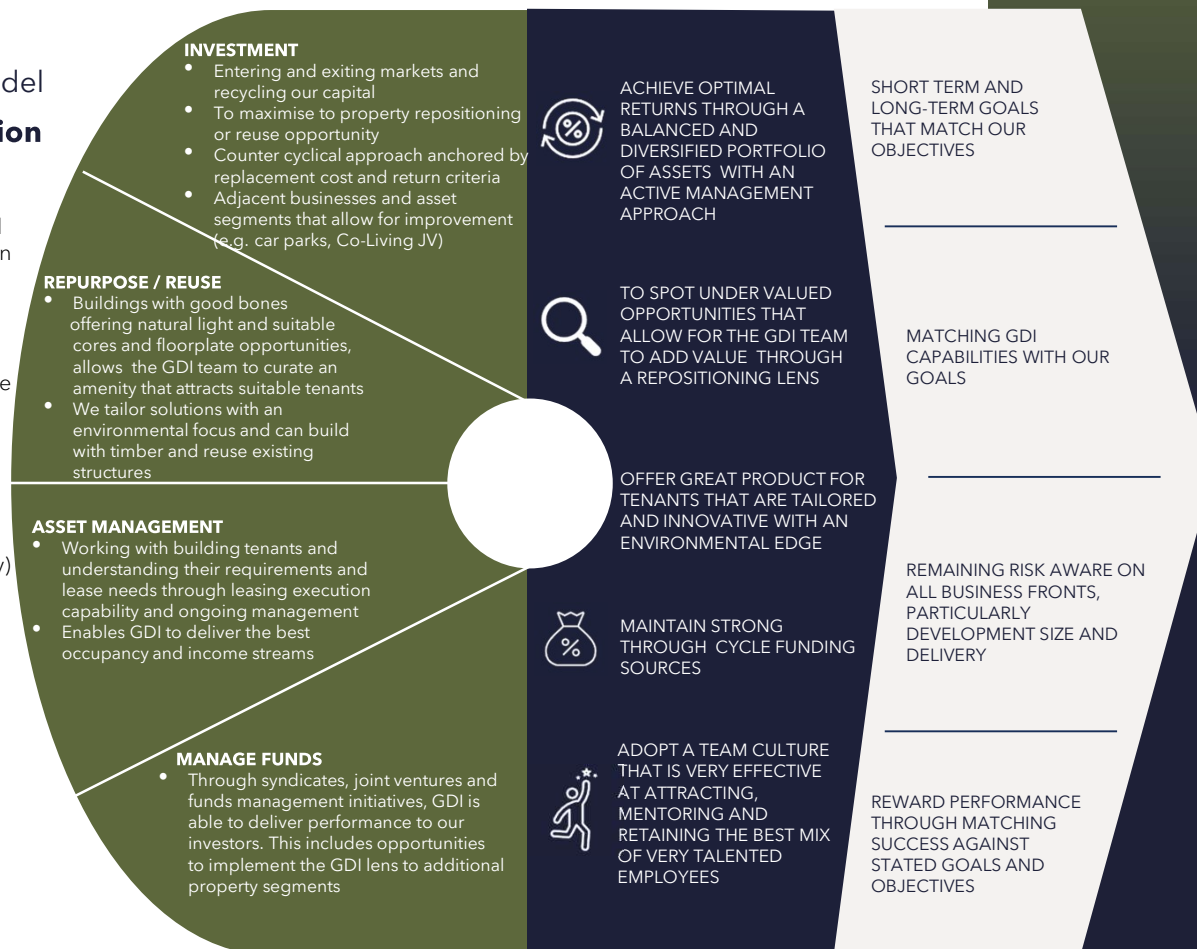 del
ion
n
e
y)
INVESTMENT
• Entering and exiting markets and
recycling our capital
• To maximise to property repositioning
or reuse opportunity
• Counter cyclical approach anchored by
replacement cost and return criteria
• Adjacent businesses and asset
segments that allow for improvement
(e.g. car parks, Co-Living JV)
REPURPOSE / REUSE
• Buildings with good bones
offering natural light and suitable
cores and floorplate opportunities,
allows the GDI team to curate an
amenity that attracts suitable tenants
• We tailor solutions with an
environmental focus and can build
with timber and reuse existing
structures
ASSET MANAGEMENT
• Working with building tenants and
understanding their requirements and
lease needs through leasing execution
capability and ongoing management
• Enables GDI to deliver the best
occupancy and income streams
MANAGE FUNDS
• Through syndicates, joint ventures and
funds management initiatives, GDI is
able to deliver performance to our
investors. This includes opportunities
to implement the GDI lens to additional
property segments
%
ACHIEVE OPTIMAL
RETURNS THROUGH A
BALANCED AND
DIVERSIFIED PORTFOLIO
OF ASSETS WITH AN
ACTIVE MANAGEMENT
APPROACH
TO SPOT UNDER VALUED
OPPORTUNITIES THAT
ALLOW FOR THE GDI TEAM
TO ADD VALUE THROUGH
A REPOSITIONING LENS
OFFER GREAT PRODUCT FOR
TENANTS THAT ARE TAILORED
AND INNOVATIVE WITH AN
ENVIRONMENTAL EDGE
%
MAINTAIN STRONG
THROUGH CYCLE FUNDING
SOURCES
ADOPT A TEAM CULTURE
THAT IS VERY EFFECTIVE
AT ATTRACTING,
MENTORING AND
RETAINING THE BEST MIX
OF VERY TALENTED
EMPLOYEES
SHORT TERM AND
LONG-TERM GOALS
THAT MATCH OUR
OBJECTIVES
MATCHING GDI
CAPABILITIES WITH OUR
GOALS
REMAINING RISK AWARE ON
ALL BUSINESS FRONTS,
PARTICULARLY
DEVELOPMENT SIZE AND
DELIVERY
REWARD PERFORMANCE
THROUGH MATCHING
SUCCESS AGAINST
STATED GOALS AND
OBJECTIVES